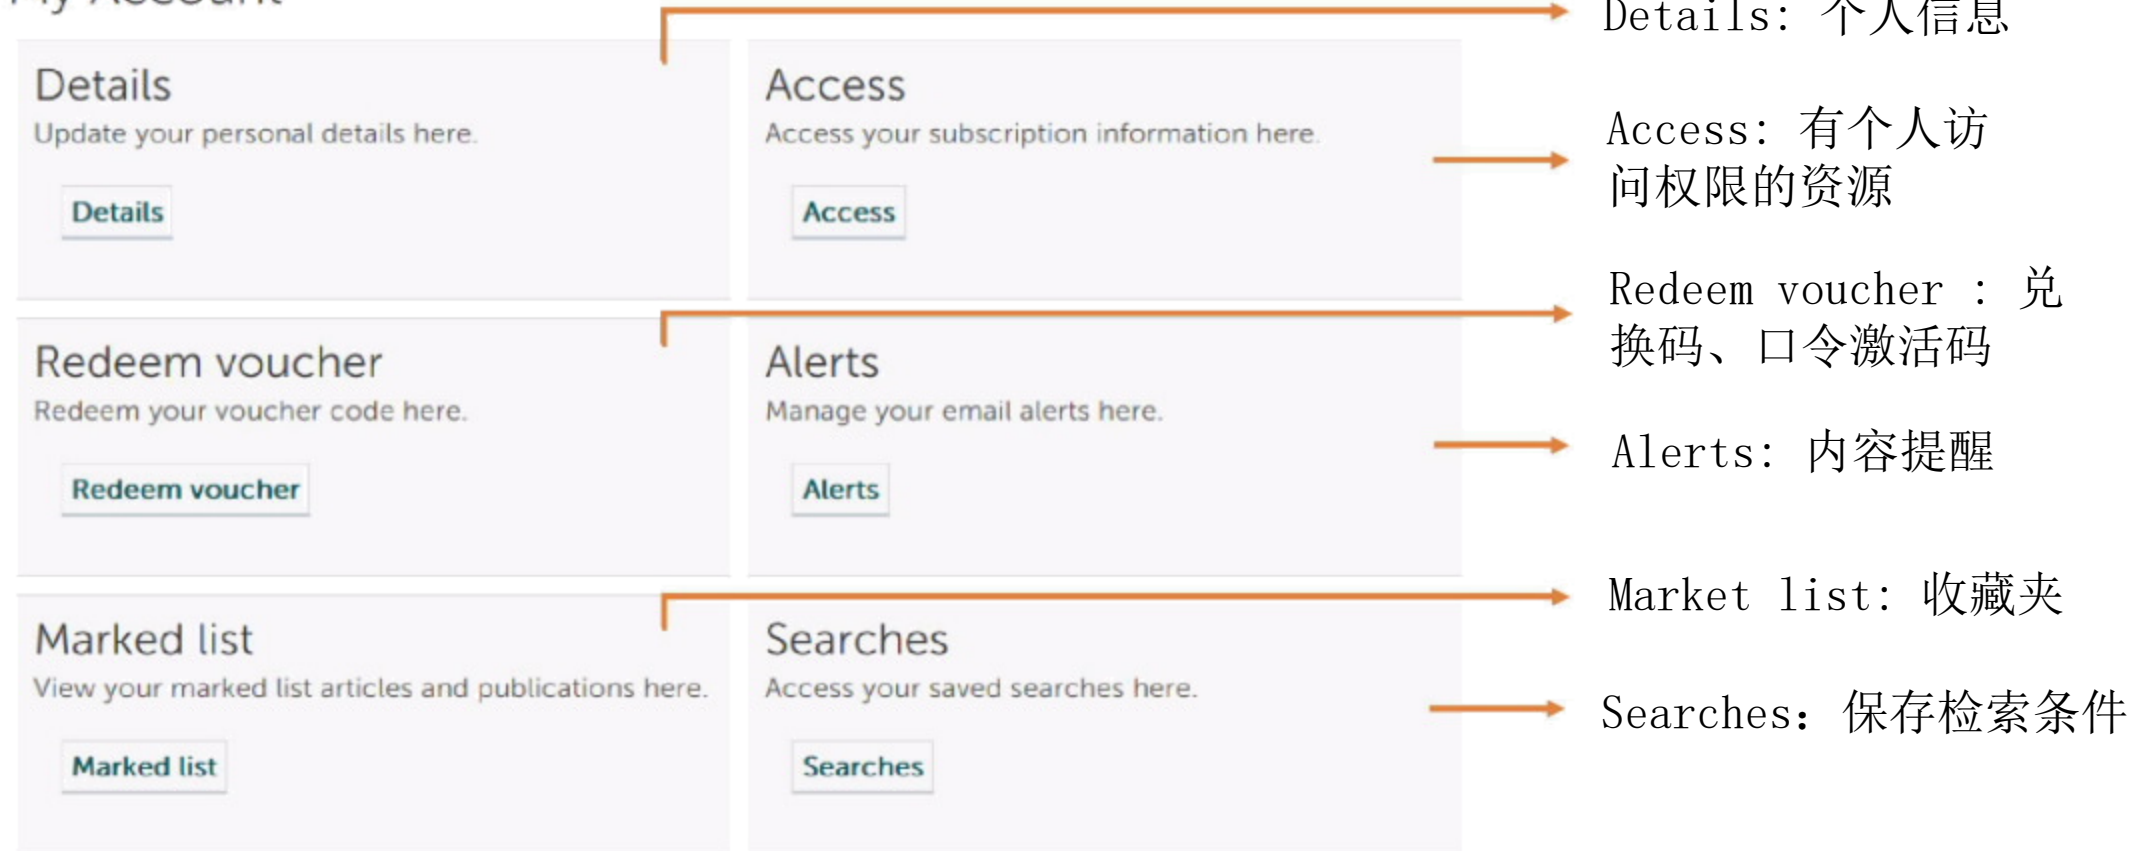 My Account
Details
Update your personal details here.
Details
Access
Access your subscription information here.
Access
Redeem voucher
Redeem your voucher code here.
Redeem voucher
Alerts
Manage your email alerts here.
Alerts
Marked list
View your marked list articles and publications here.
Marked list
Searches
Access your saved searches here.
Searches
Details: 个人信息
Access: 有个人访
问权限的资源
Redeem voucher : 兑
换码、口令激活码
Alerts: 内容提醒
Market list: 收藏夹
Searches: 保存检索条件